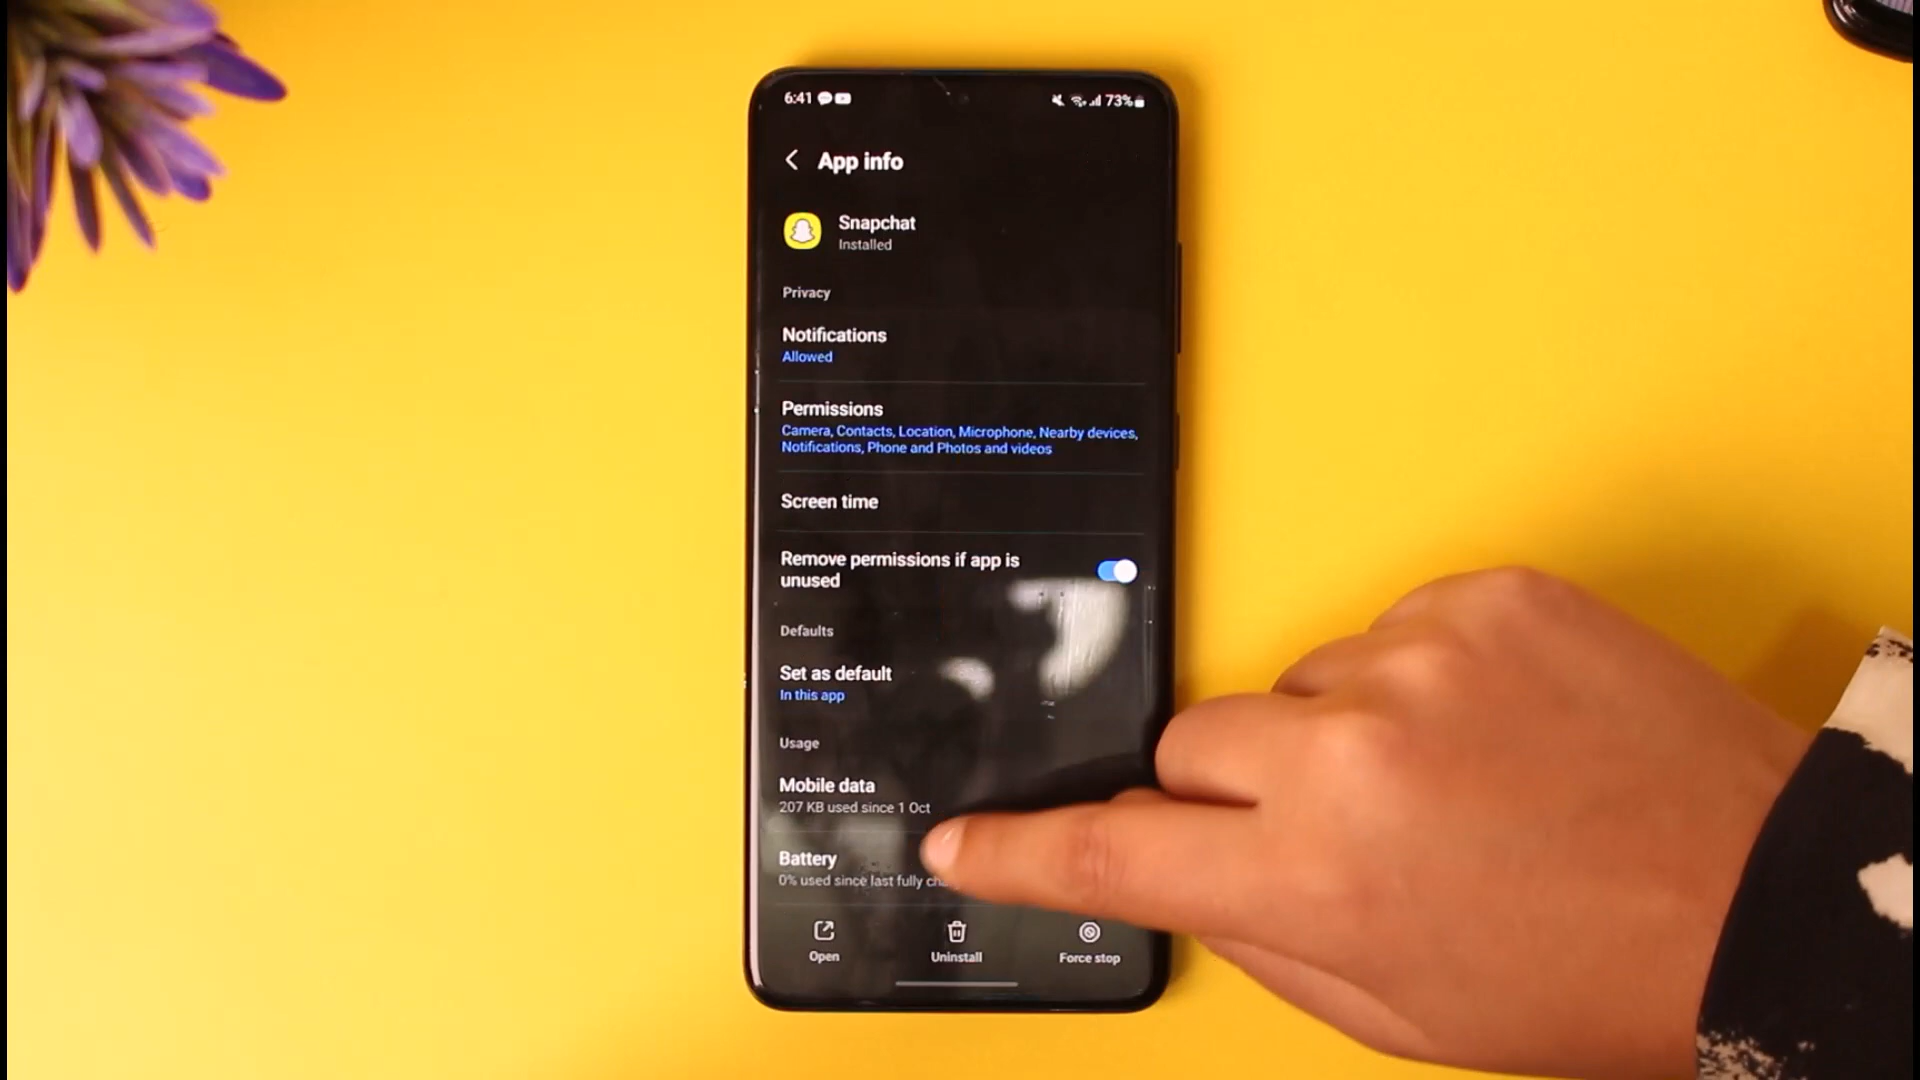 6:41
73%
App info
Snapchat
Installed
Privacy
Notifications
Allowed
Permissions
Camera, Contacts, Location, Microphone, Nearby devices,
Notifications, Phone and Photos and videos
Screen time
Remove permissions if app is
unused
Defaults
Set as default
In this app
Usage
Mobile data
207 KB used since 1 Oct
Battery
0% used since last fully
Open
Uninstall
Force stop